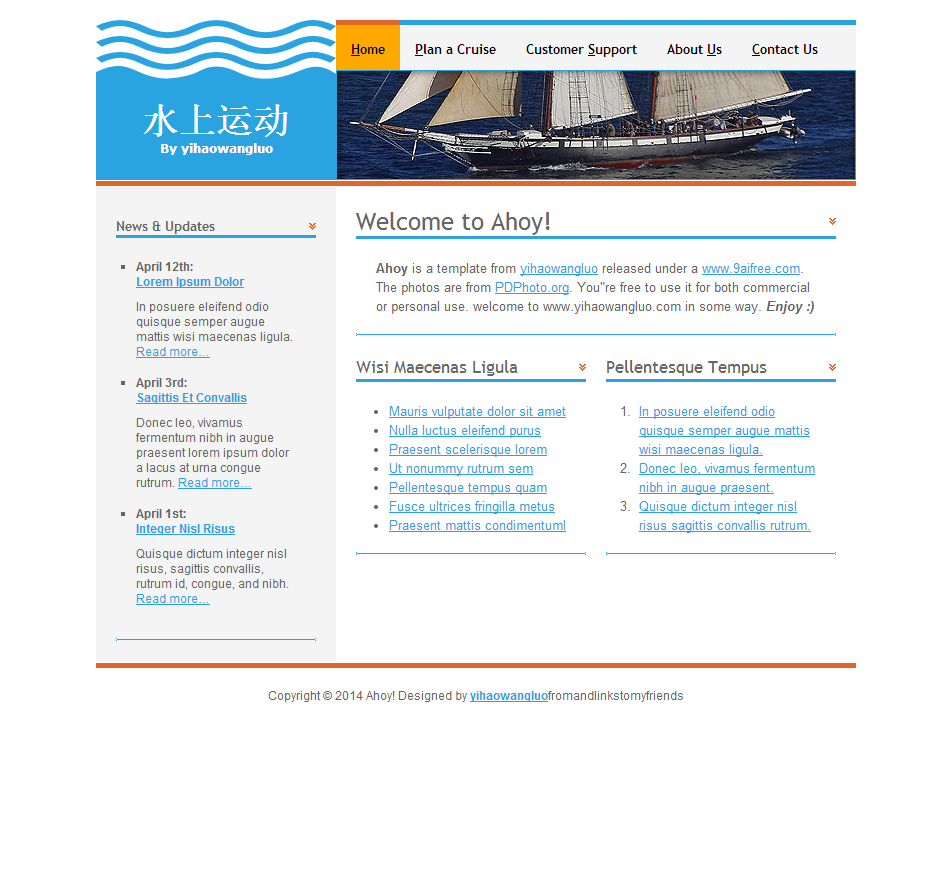 水上运动
By yihaowangluo
Home Plan a Cruise Customer Support About Us Contact Us
News & Updates
April 12th:
Lorem Ipsum Dolor
In posuere eleifend odio
quisque semper augue
mattis wisi maecenas ligula.
Read more...
April 3rd:
Sagittis Et Convallis
Donec leo, vivamus
fermentum nibh in augue
praesent lorem ipsum dolor
a lacus at urna congue
rutrum. Read more...
April 1st:
Integer Nisl Risus
Quisque dictum integer nisl
risus, sagittis convallis,
rutrum id, congue, and nibh.
Read more...
Welcome to Ahoy!
Ahoy is a template from yihaowangluo released under a www.9aifree.com.
The photos are from PDPhoto.org. You"re free to use it for both commercial
or personal use. welcome to www.yihaowangluo.com in some way. Enjoy :)
Wisi Maecenas Ligula
Mauris vulputate dolor sit amet
Nulla luctus eleifend purus
Praesent scelerisque lorem
Ut nonummy rutrum sem
Pellentesque tempus quam
Fusce ultrices fringilla metus
Praesent mattis condimentuml
Pellentesque Tempus
1. In posuere eleifend odio
quisque semper augue mattis
wisi maecenas ligula.
2. Donec leo, vivamus fermentum
nibh in augue praesent.
3. Quisque dictum integer nisl
risus sagittis convallis rutrum.
Copyright © 2014 Ahoy! Designed by yihaowangluofromandlinkstomyfriends